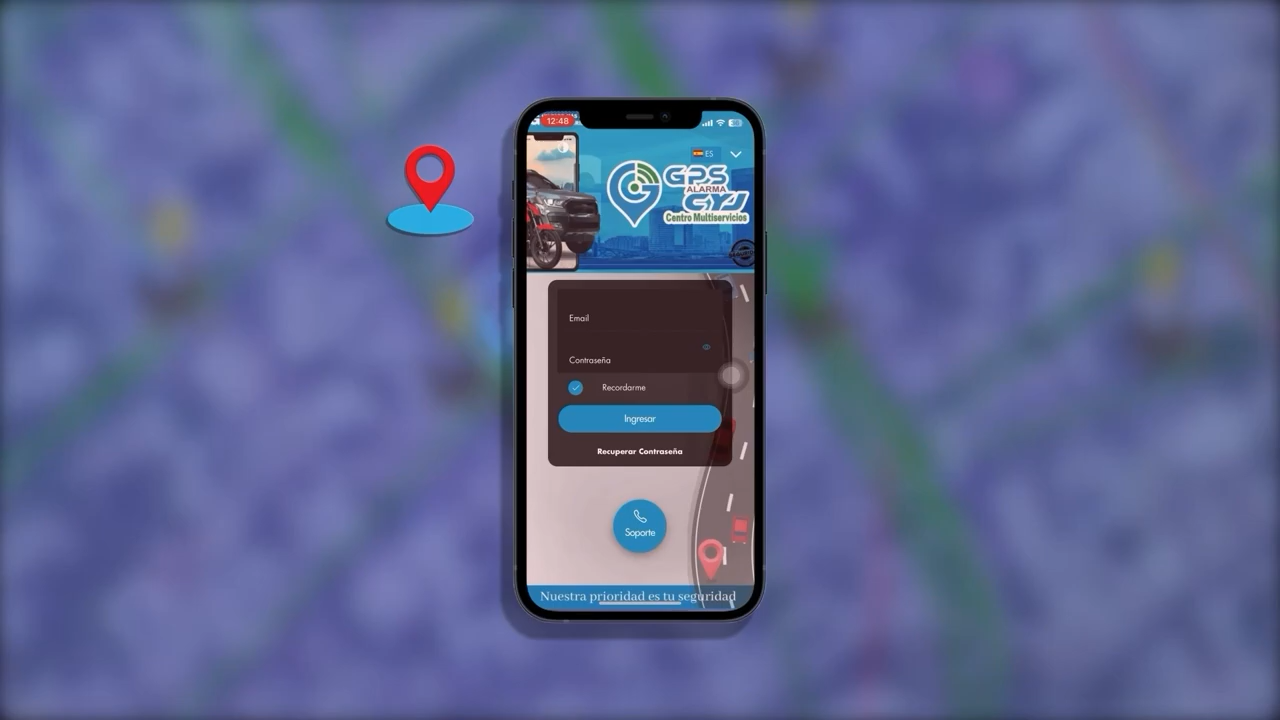 12:48
ES
GPS
ALARMA
CYJ
Centro Multiservicios
Email
Contraseña
Recordarme
Ingresar
Recuperar Contraseña
Soporte
Nuestra prioridad es tu seguridad